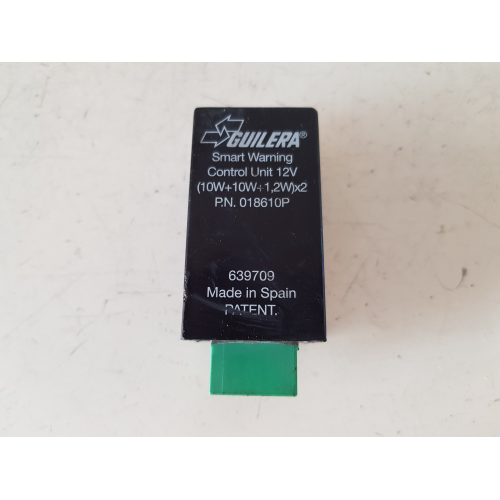 GUILERA®
Smart Warning
Control Unit 12V
(10W+10W÷1,2W)x2
P.N. 018610P
639709
Made in Spain
PATENT.